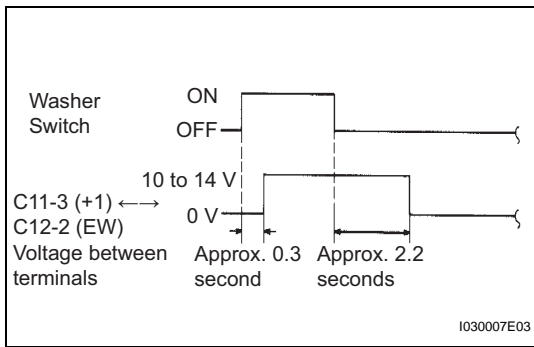 Washer
Switch
ON
OFF
10 to 14 V
C11-3 (+1) ←→
C12-2 (EW)
Voltage between
terminals
0 V
Approx. 0.3
second
Approx. 2.2
seconds
I030007E03